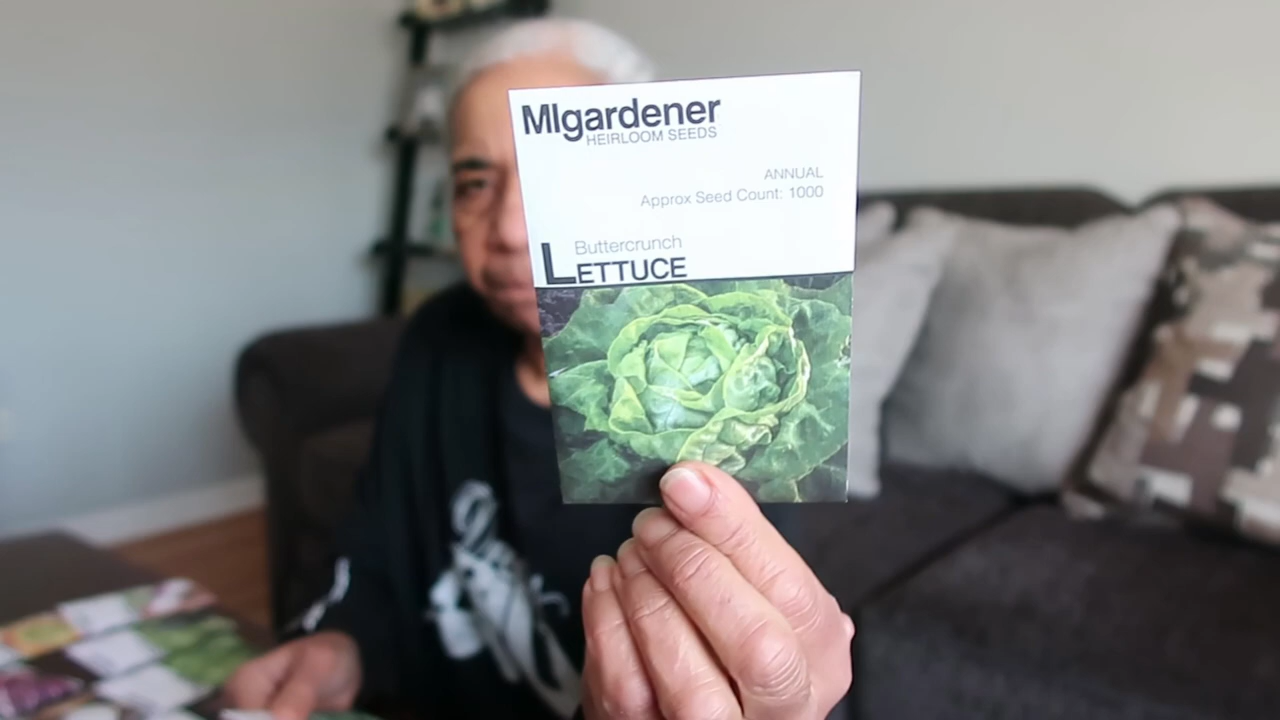 MIgardener
HEIRLOOM SEEDS
ANNUAL
Approx Seed Count: 1000
Buttercrunch
LETTUCE